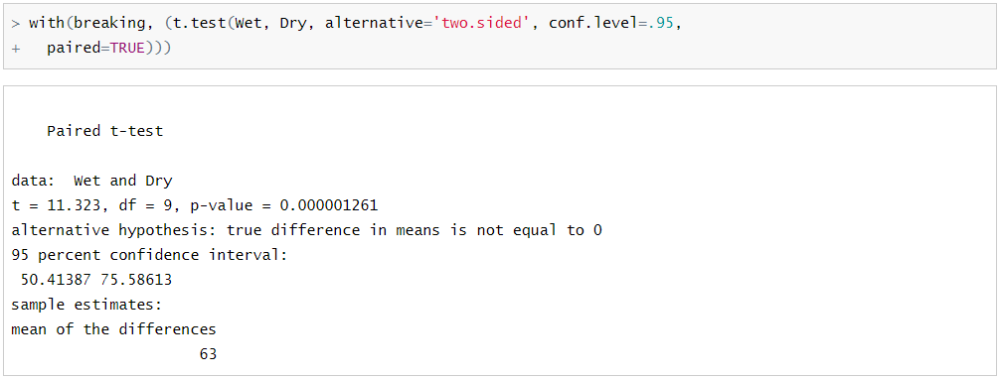 > with(breaking, (t.test(Wet, Dry, alternative='two.sided', conf.level=.95,
+   paired=TRUE)))
Paired t-test
data:  Wet and Dry
t = 11.323, df = 9, p-value = 0.000001261
alternative hypothesis: true difference in means is not equal to 0
95 percent confidence interval:
50.41387 75.58613
sample estimates:
mean of the differences
63